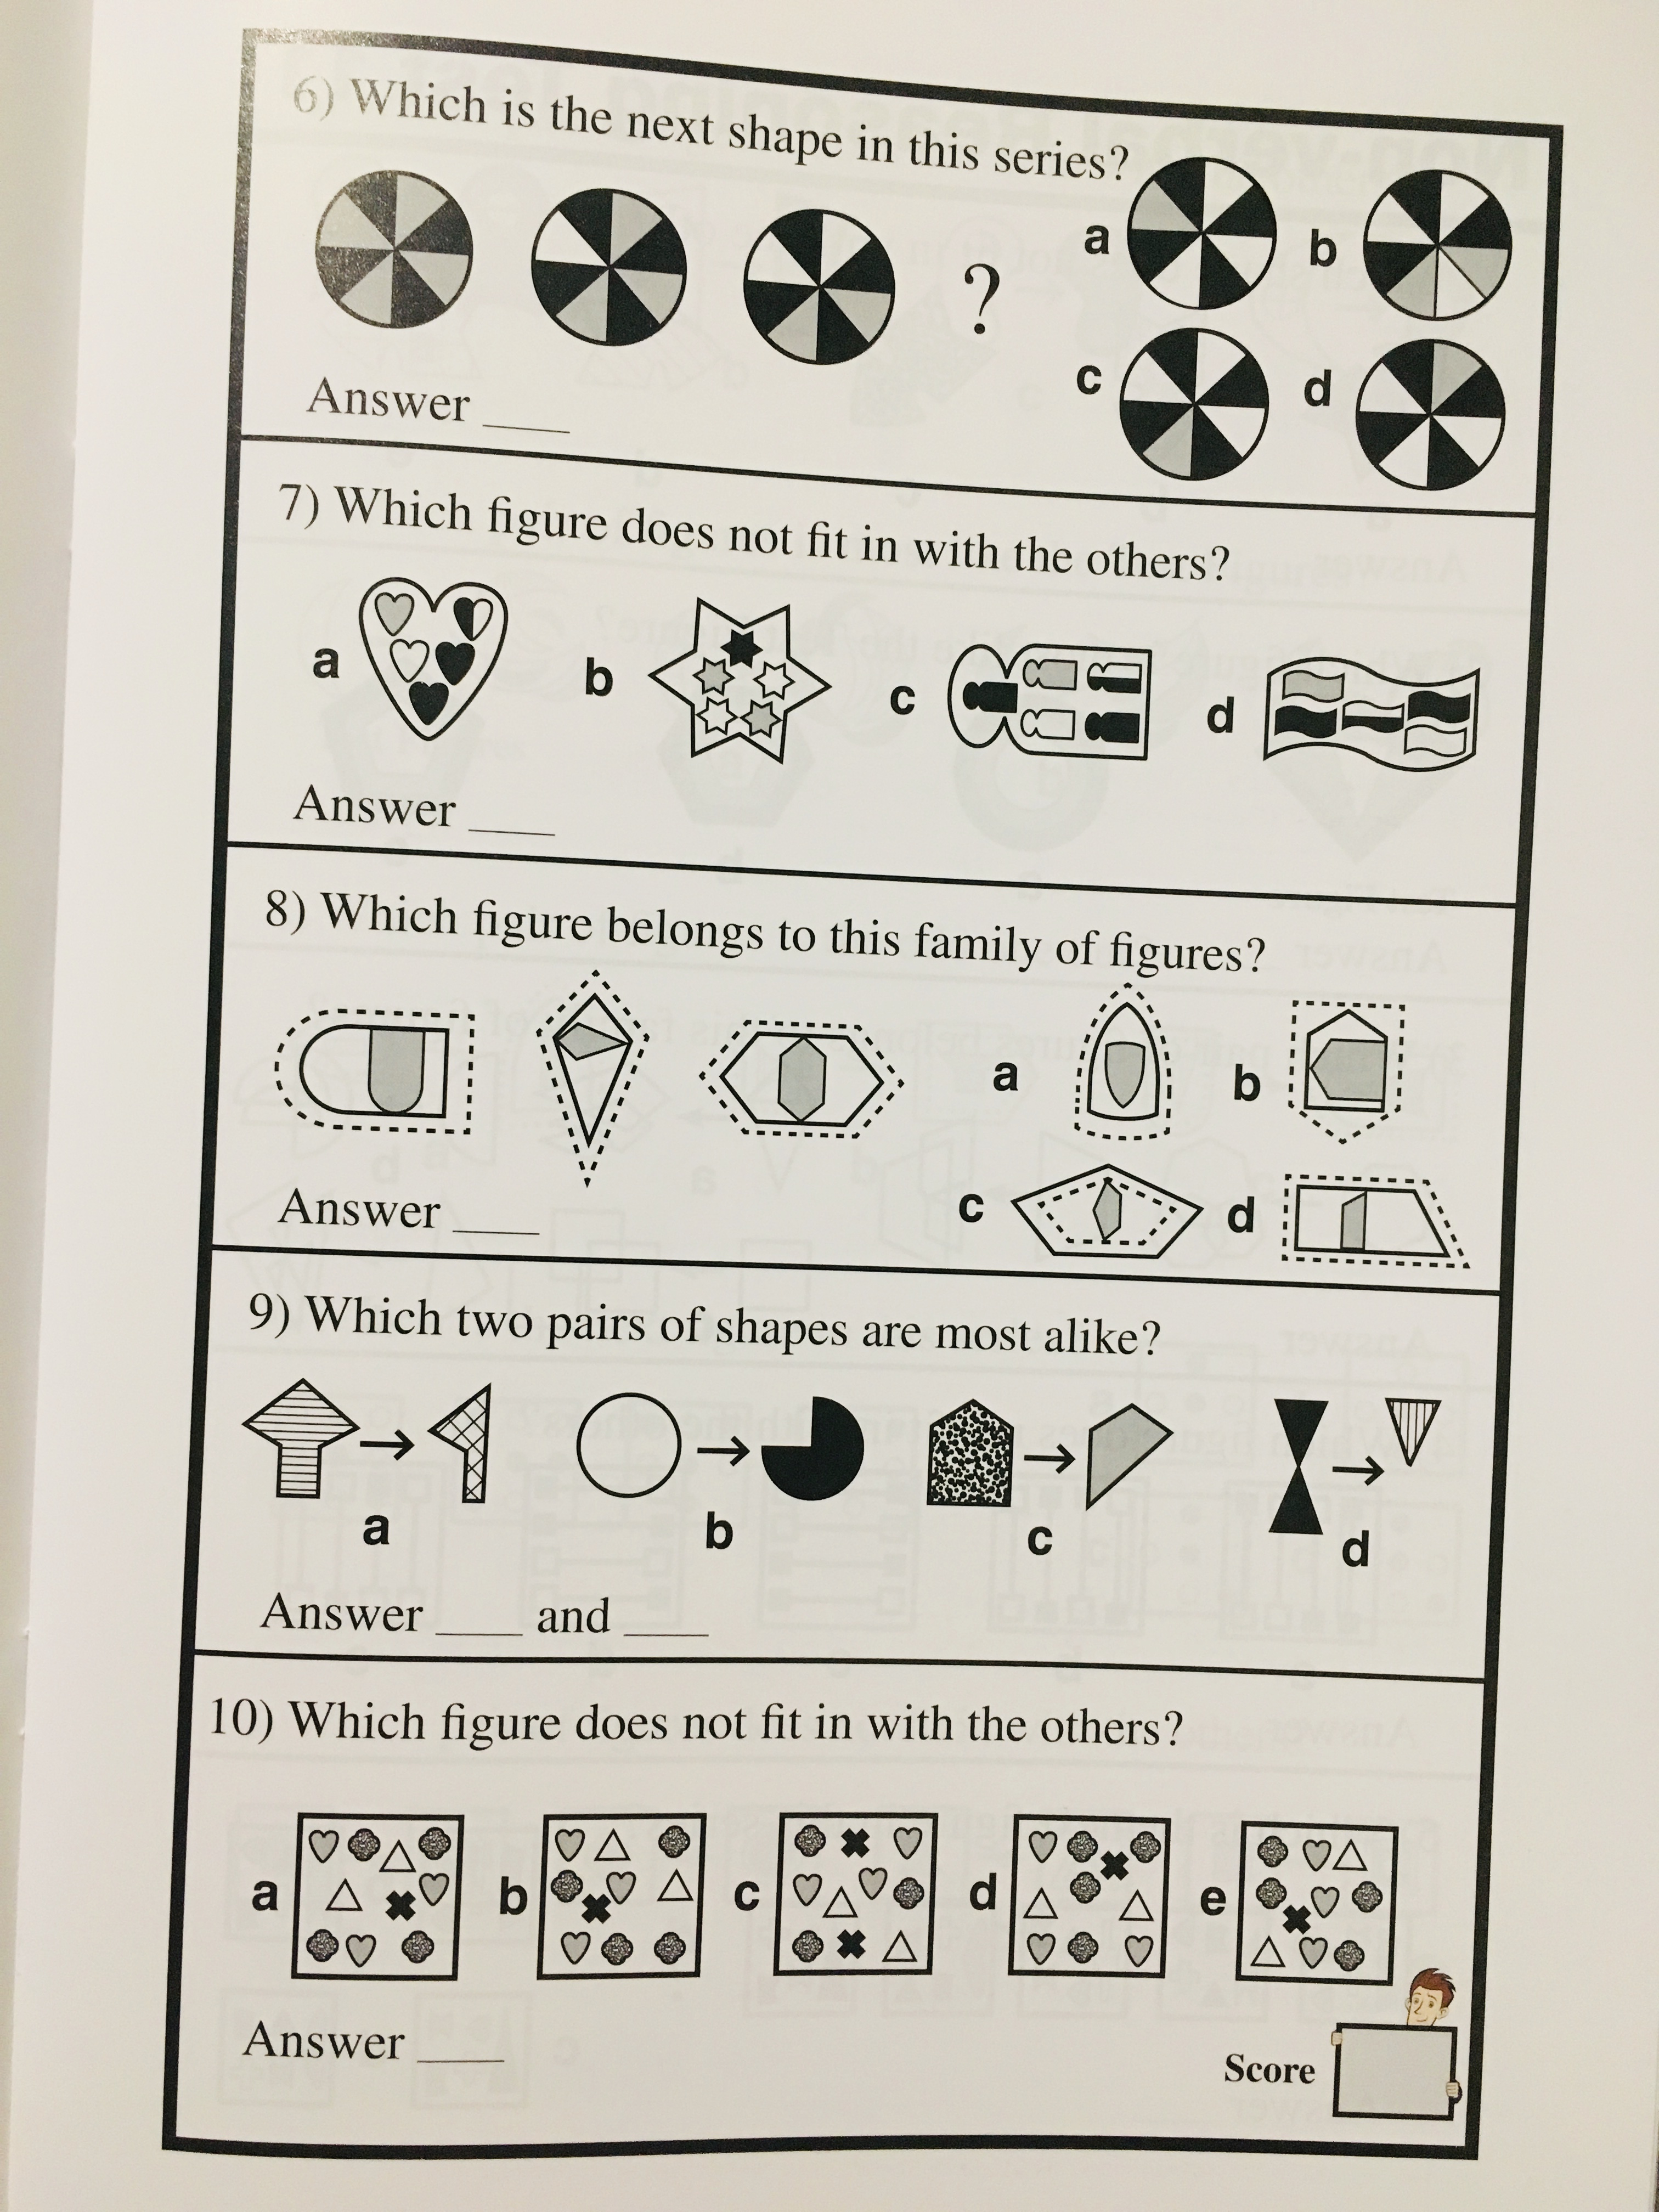 6) Which is the next shape in this series?
a
b
?
c
d
Answer ____
7) Which figure does not fit in with the others?
a
b
c
d
Answer ____
8) Which figure belongs to this family of figures?
a
b
c
d
Answer ____
9) Which two pairs of shapes are most alike?
a
b
c
d
Answer ____ and ____
10) Which figure does not fit in with the others?
a
b
c
d
e
Answer ____
Score